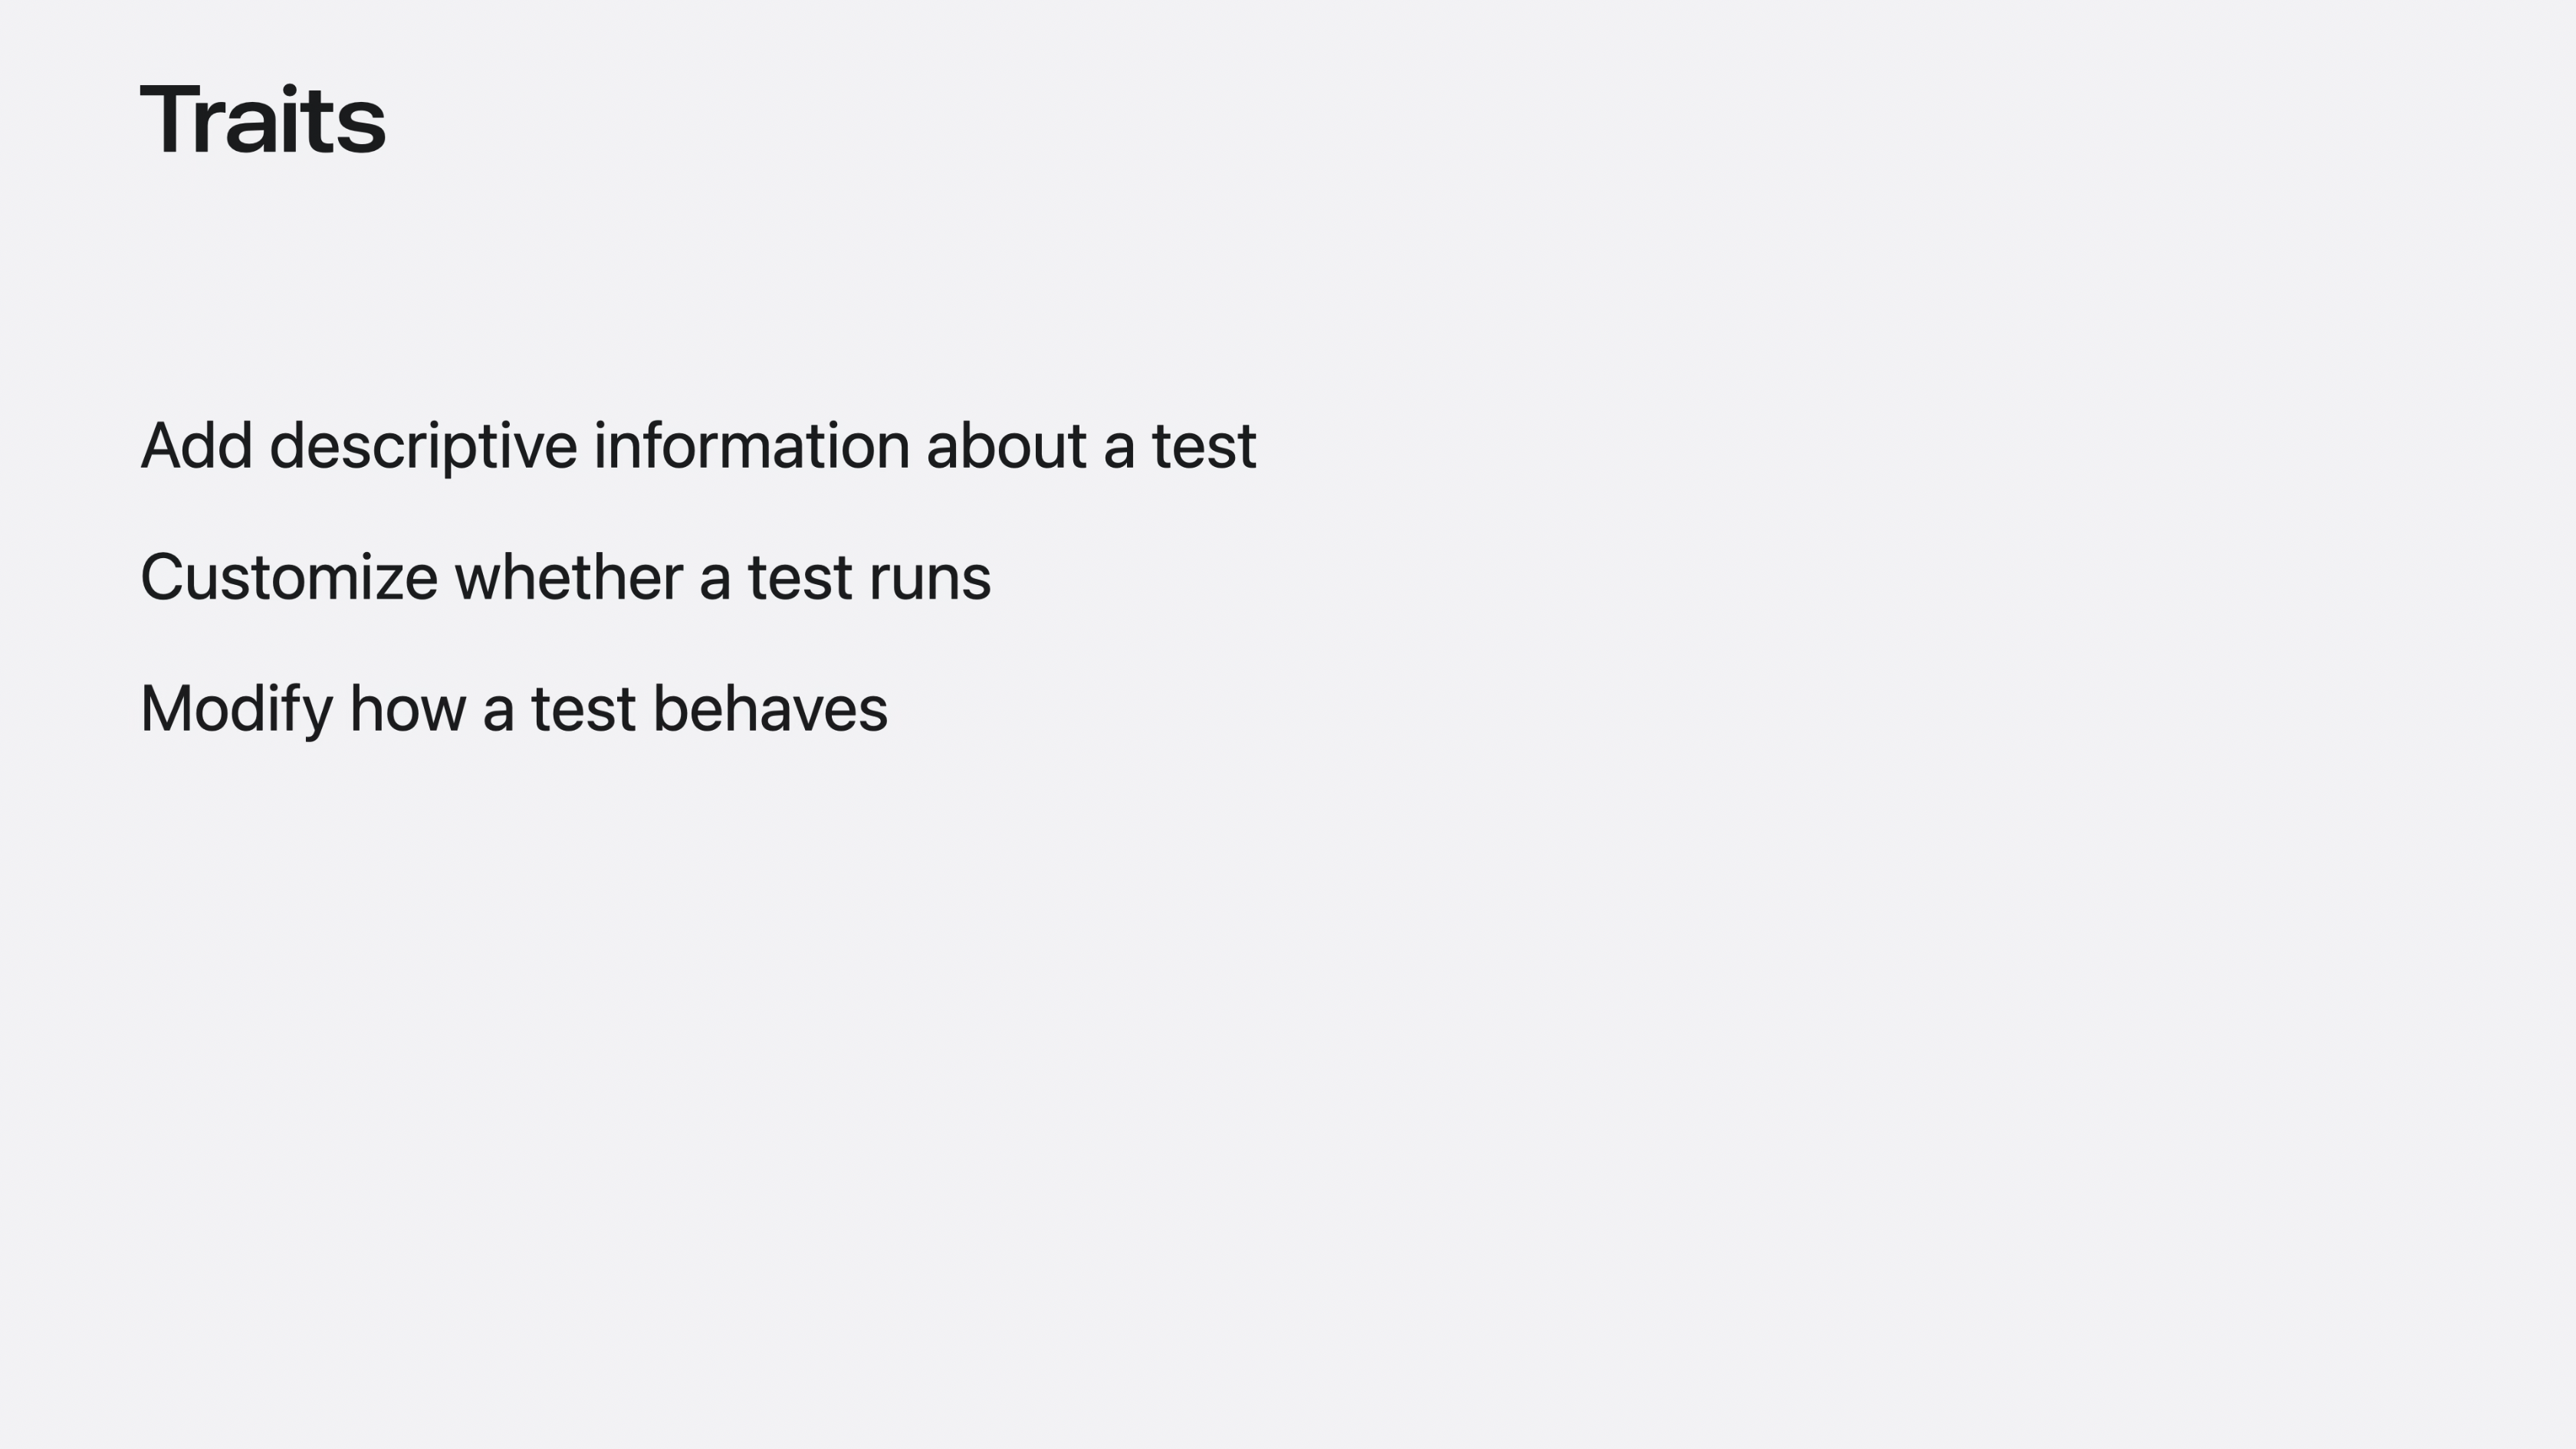 Traits
Add descriptive information about a test
Customize whether a test runs
Modify how a test behaves